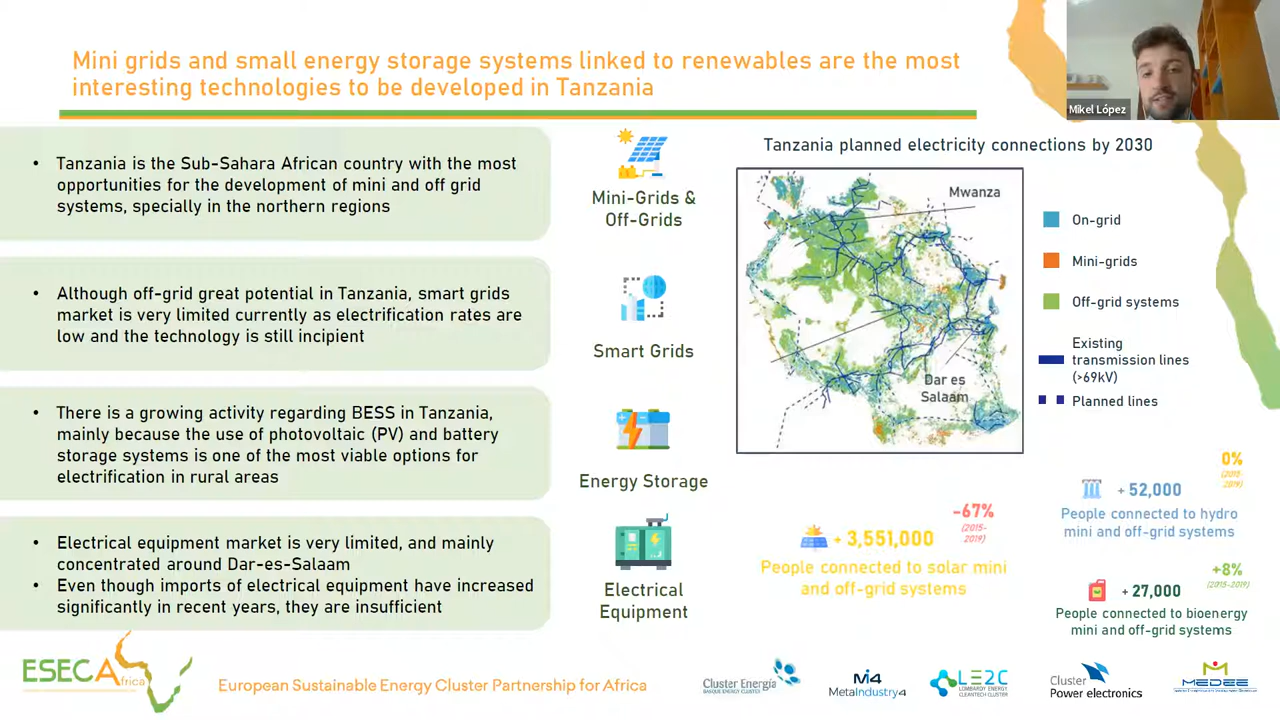 Mini grids and small energy storage systems linked to renewables are the most
interesting technologies to be developed in Tanzania
Mikel López
• Tanzania is the Sub-Sahara African country with the most
opportunities for the development of mini and off grid
systems, specially in the northern regions
Mini-Grids &
Off-Grids
• Although off-grid great potential in Tanzania, smart grids
market is very limited currently as electrification rates are
low and the technology is still incipient
Smart Grids
• There is a growing activity regarding BESS in Tanzania,
mainly because the use of photovoltaic (PV) and battery
storage systems is one of the most viable options for
electrification in rural areas
Energy Storage
• Electrical equipment market is very limited, and mainly
concentrated around Dar-es-Salaam
• Even though imports of electrical equipment have increased
significantly in recent years, they are insufficient
Electrical
Equipment
Tanzania planned electricity connections by 2030
Mwanza
Dar es
Salaam
On-grid
Mini-grids
Off-grid systems
Existing
transmission lines
(>69kV)
Planned lines
+ 3,551,000
-67%
(2015-
2019)
People connected to solar mini
and off-grid systems
0%
(2015-
2019)
+ 52,000
People connected to hydro
mini and off-grid systems
+8%
(2015-2019)
+ 27,000
People connected to bioenergy
mini and off-grid systems
ESECA
frica
European Sustainable Energy Cluster Partnership for Africa
Cluster Energía
BASQUE ENERGY CLUSTER
M4
MetaIndustry4
LE2C
LOMBARDY ENERGY
CLEANTECH CLUSTER
Cluster
Power electronics
MEDEE